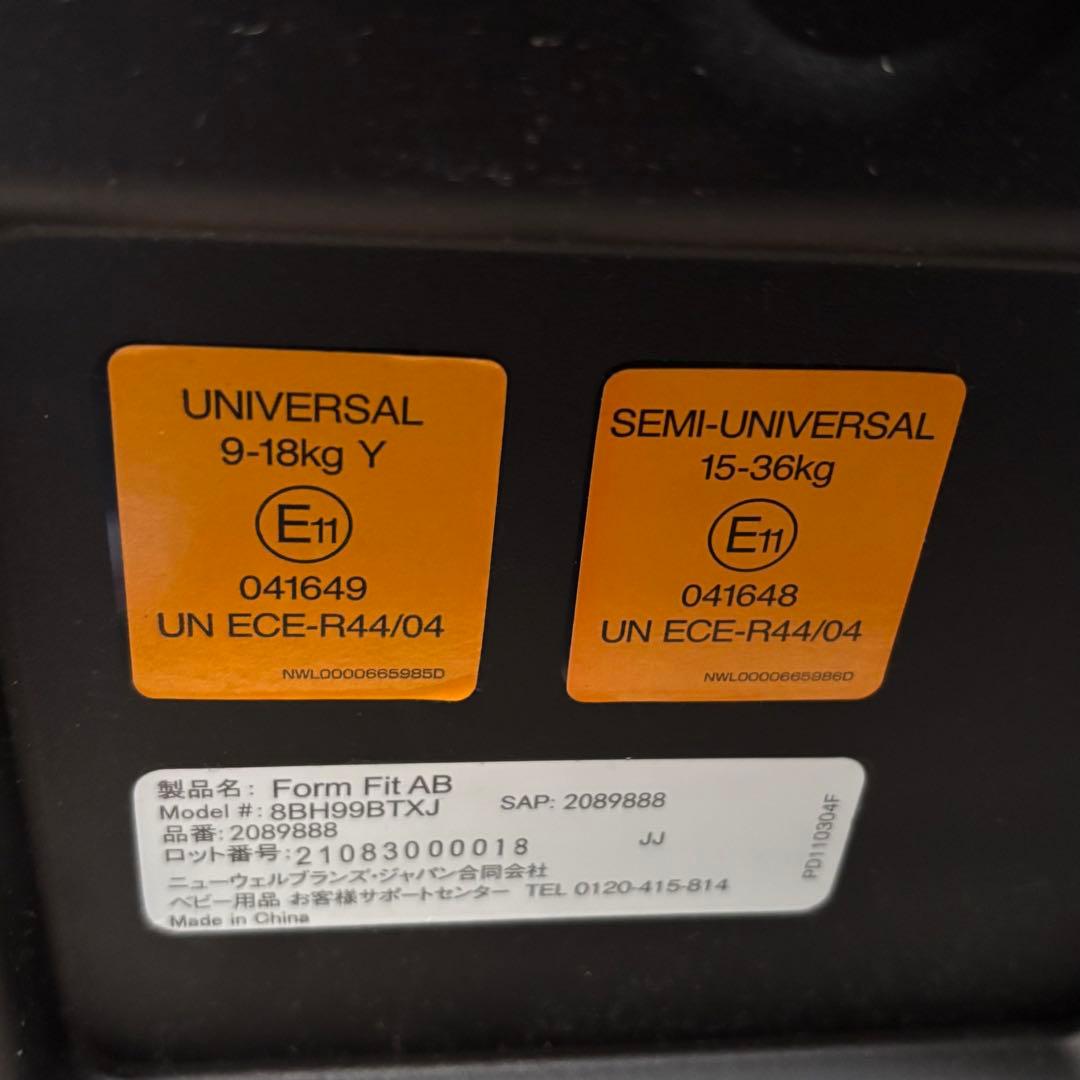 UNIVERSAL
9-18kg Y
E11
041649
UN ECE-R44/04
NWL0000665985D
SEMI-UNIVERSAL
15-36kg
E11
041648
UN ECE-R44/04
NWL0000665986D
製品名: Form Fit AB
Model #: 8BH99BTXJ
SAP: 2089888
品番: 2089888
ロット番号: 21083000018
JJ
ニューウェルブランズ・ジャパン合同会社
ベビー用品 お客様サポートセンター TEL 0120-415-814
Made in China
PD110304F